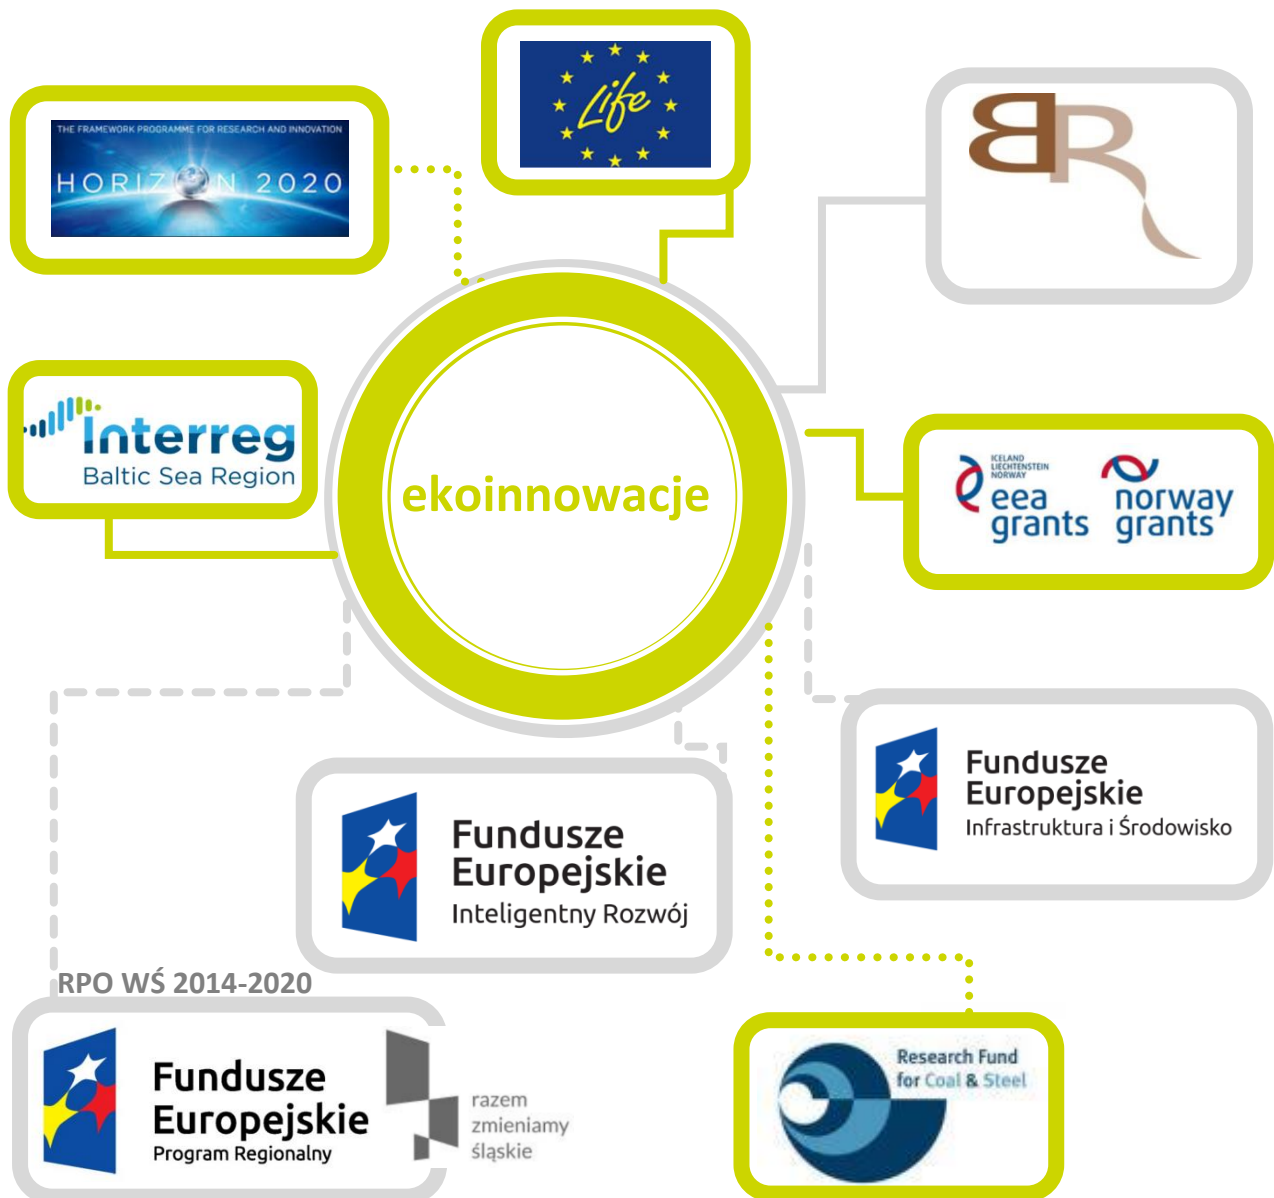 Life
THE FRAMEWORK PROGRAMME FOR RESEARCH AND INNOVATION
HORIZON 2020
BR
Interreg
Baltic Sea Region
ekoinnowacje
ICELAND
LIECHTENSTEIN
NORWAY
eea
grants
norway
grants
Fundusze
Europejskie
Infrastruktura i Środowisko
Fundusze
Europejskie
Inteligentny Rozwój
RPO WŚ 2014-2020
Fundusze
Europejskie
Program Regionalny
razem
zmieniamy
śląskie
Research Fund
for Coal & Steel